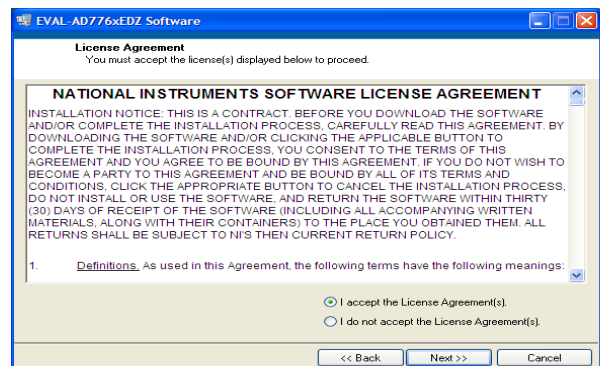 EVAL-AD776xEDZ Software
License Agreement
You must accept the license(s) displayed below to proceed.
NATIONAL INSTRUMENTS SOFTWARE LICENSE AGREEMENT
INSTALLATION NOTICE: THIS IS A CONTRACT. BEFORE YOU DOWNLOAD THE SOFTWARE
AND/OR COMPLETE THE INSTALLATION PROCESS, CAREFULLY READ THIS AGREEMENT. BY
DOWNLOADING THE SOFTWARE AND/OR CLICKING THE APPLICABLE BUTTON TO
COMPLETE THE INSTALLATION PROCESS, YOU CONSENT TO THE TERMS OF THIS
AGREEMENT AND YOU AGREE TO BE BOUND BY THIS AGREEMENT. IF YOU DO NOT WISH TO
BECOME A PARTY TO THIS AGREEMENT AND BE BOUND BY ALL OF ITS TERMS AND
CONDITIONS, CLICK THE APPROPRIATE BUTTON TO CANCEL THE INSTALLATION PROCESS,
DO NOT INSTALL OR USE THE SOFTWARE, AND RETURN THE SOFTWARE WITHIN THIRTY
(30) DAYS OF RECEIPT OF THE SOFTWARE (INCLUDING ALL ACCOMPANYING WRITTEN
MATERIALS, ALONG WITH THEIR CONTAINERS) TO THE PLACE YOU OBTAINED THEM. ALL
RETURNS SHALL BE SUBJECT TO NI'S THEN CURRENT RETURN POLICY.
1. Definitions. As used in this Agreement, the following terms have the following meanings:
I accept the License Agreement(s).
I do not accept the License Agreement(s).
<< Back Next >> Cancel